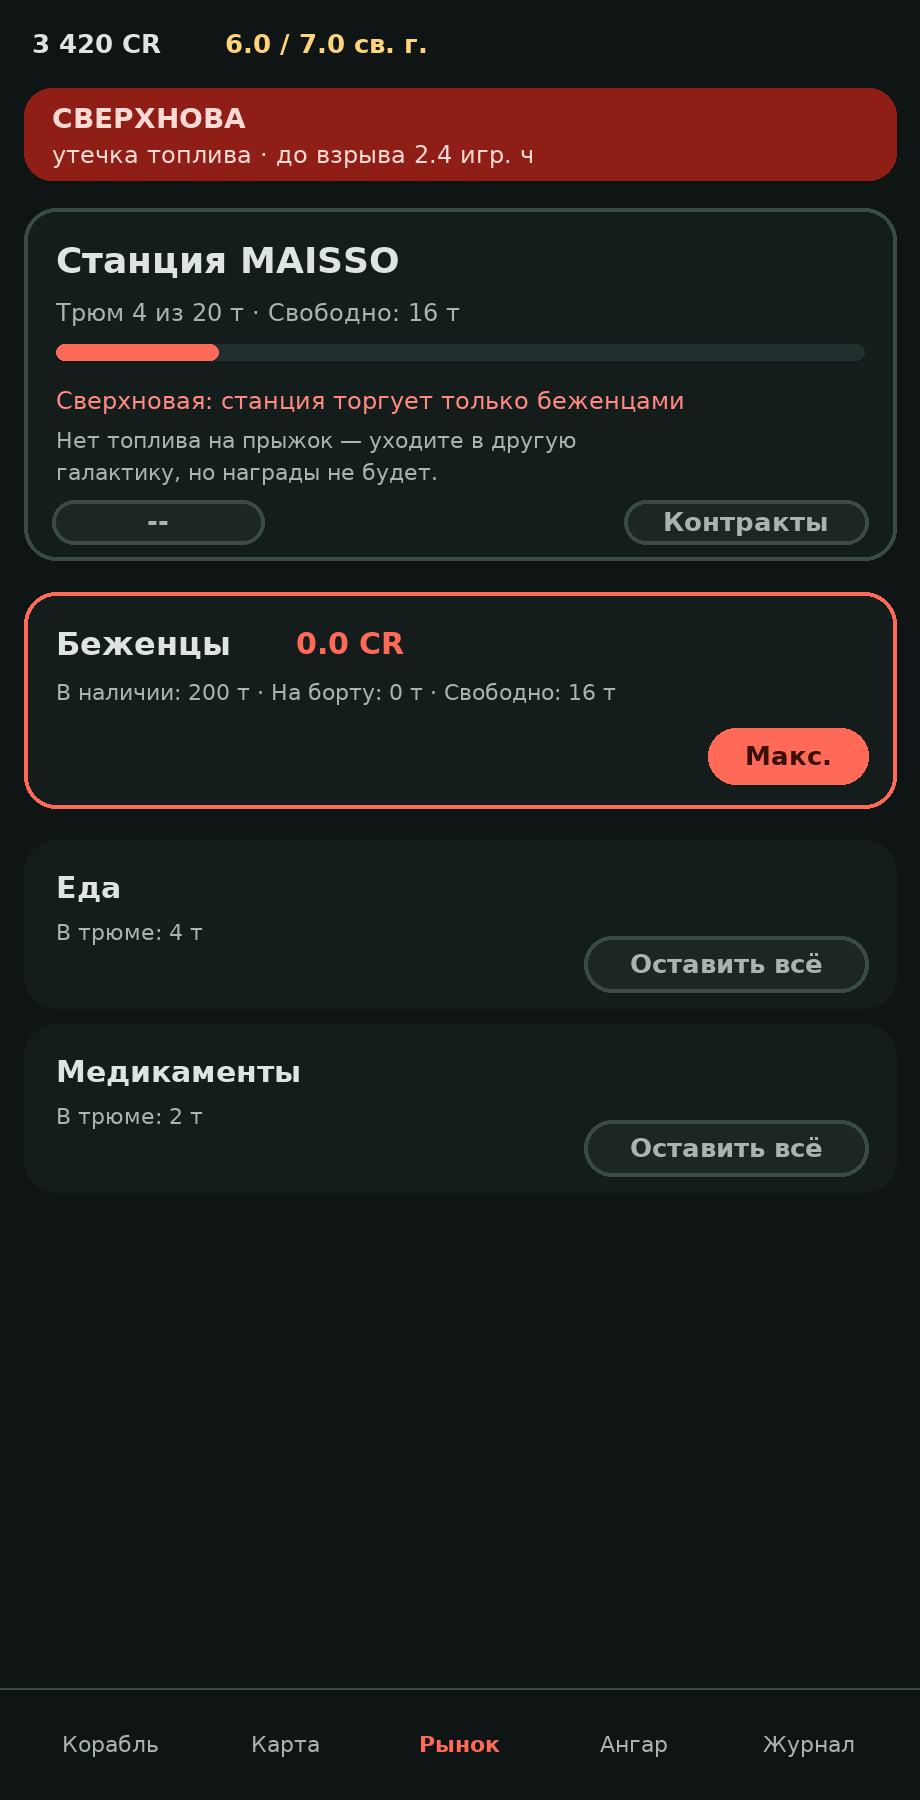 3 420 CR 6.0 / 7.0 св. г.
СВЕРХНОВА
утечка топлива · до взрыва 2.4 игр. ч
Станция MAISSO
Трюм 4 из 20 т · Свободно: 16 т
Сверхновая: станция торгует только беженцами
Нет топлива на прыжок — уходите в другую
галактику, но награды не будет.
-- Контракты
Беженцы 0.0 CR
В наличии: 200 т · На борту: 0 т · Свободно: 16 т
Макс.
Еда
В трюме: 4 т
Оставить всё
Медикаменты
В трюме: 2 т
Оставить всё
Корабль Карта Рынок Ангар Журнал